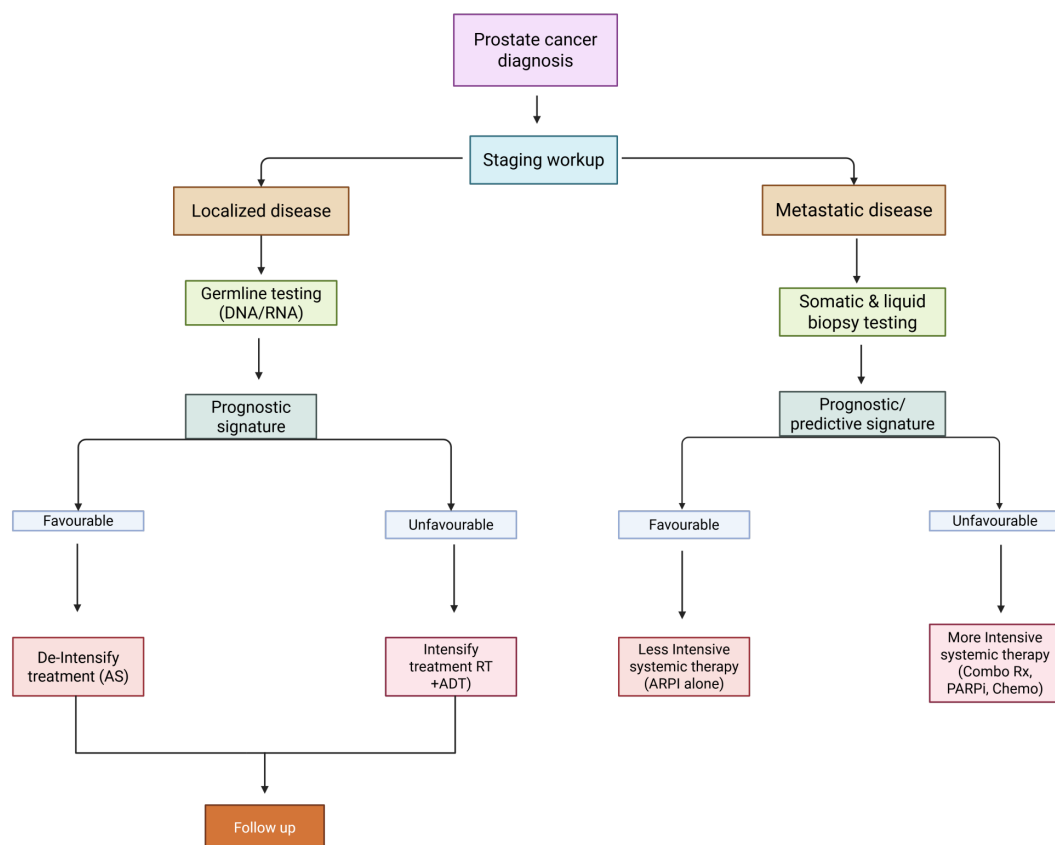 Prostate cancer
diagnosis
Staging workup
Localized disease
Metastatic disease
Germline testing
(DNA/RNA)
Somatic & liquid
biopsy testing
Prognostic
signature
Prognostic/
predictive signature
Favourable
Unfavourable
Favourable
Unfavourable
De-Intensify
treatment (AS)
Intensify
treatment RT
+ADT)
Less Intensive
systemic therapy
(ARPI alone)
More Intensive
systemic therapy
(Combo Rx,
PARPi, Chemo)
Follow up